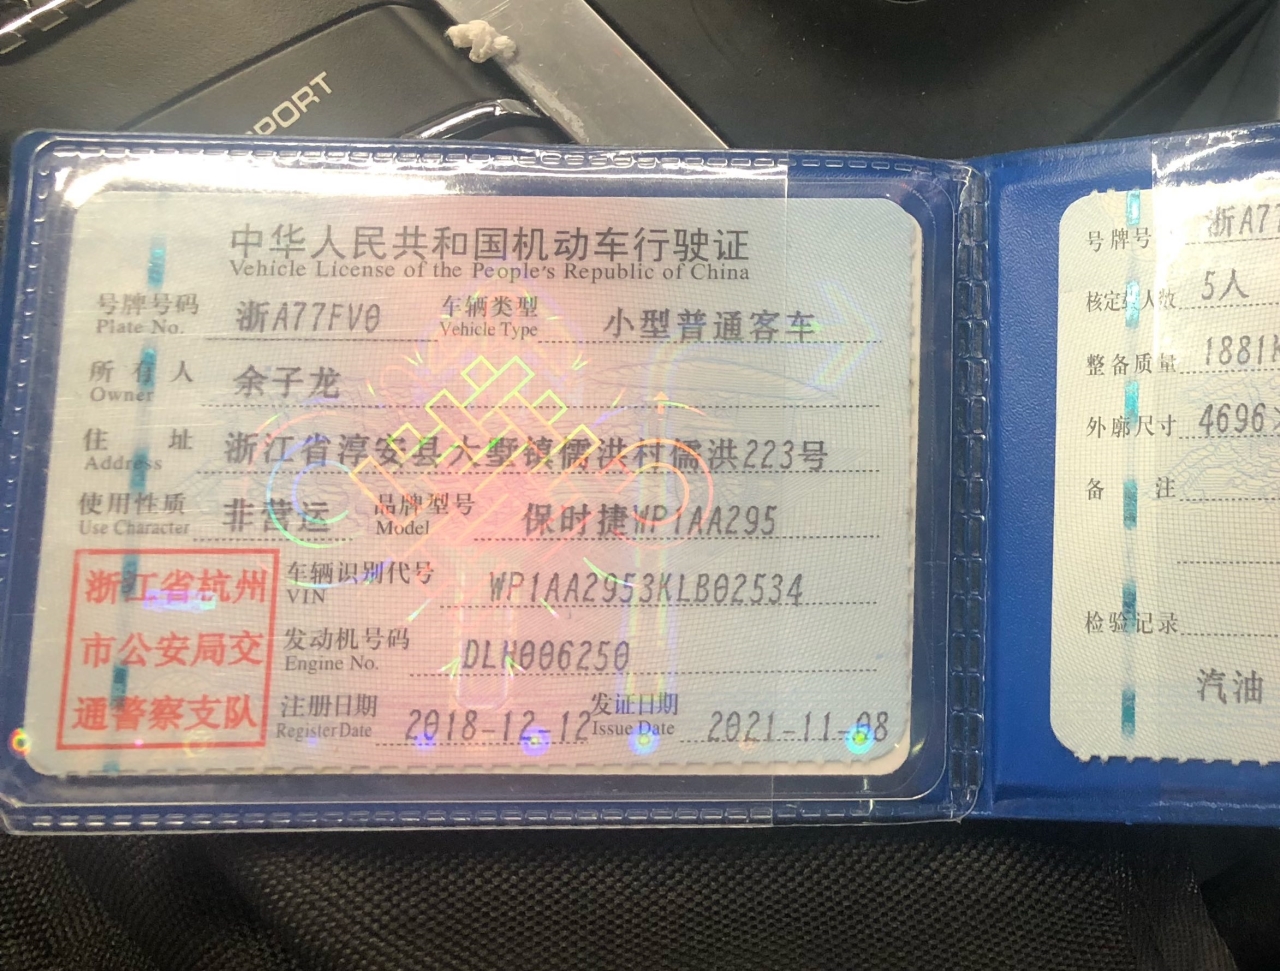 PORT
中华人民共和国机动车行驶证
Vehicle License of the People's Republic of China
号牌号码 浙A77FV0 车辆类型 小型普通客车
Plate No. Vehicle Type
所有人 余子龙
Owner
住址 浙江省淳安县大墅镇儒洪村儒洪223号
Address
使用性质 非营运 品牌型号 保时捷WP1AA295
Use Character Model
车辆识别代号 WP1AA2953KLB02534
VIN
发动机号码 DLH006250
Engine No.
注册日期 2018-12-12 发证日期 2021-11-08
Register Date Issue Date
浙江省杭州
市公安局交
通警察支队
号牌号 浙A77
核定载人数 5人
整备质量 1881
外廓尺寸 4696
备注
检验记录
汽油